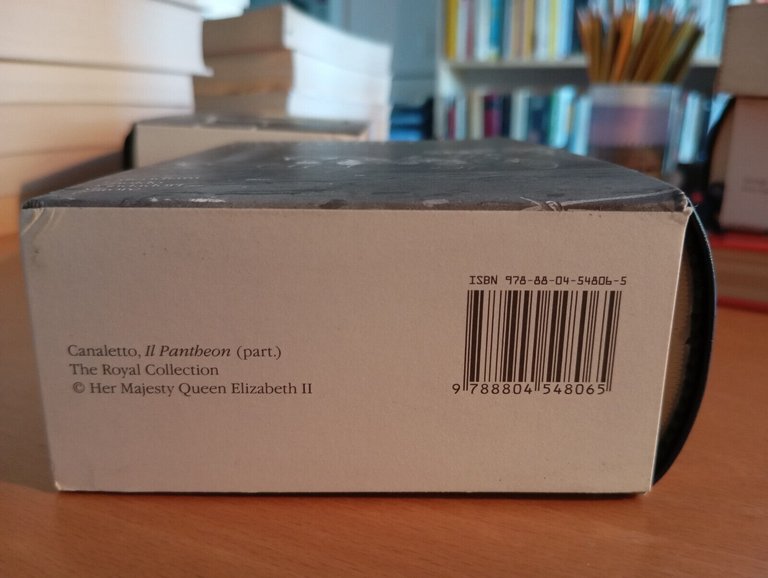 Canaletto, Il Pantheon (part.)
The Royal Collection
© Her Majesty Queen Elizabeth II
ISBN 978-88-04-54806-5
9 788804 548065